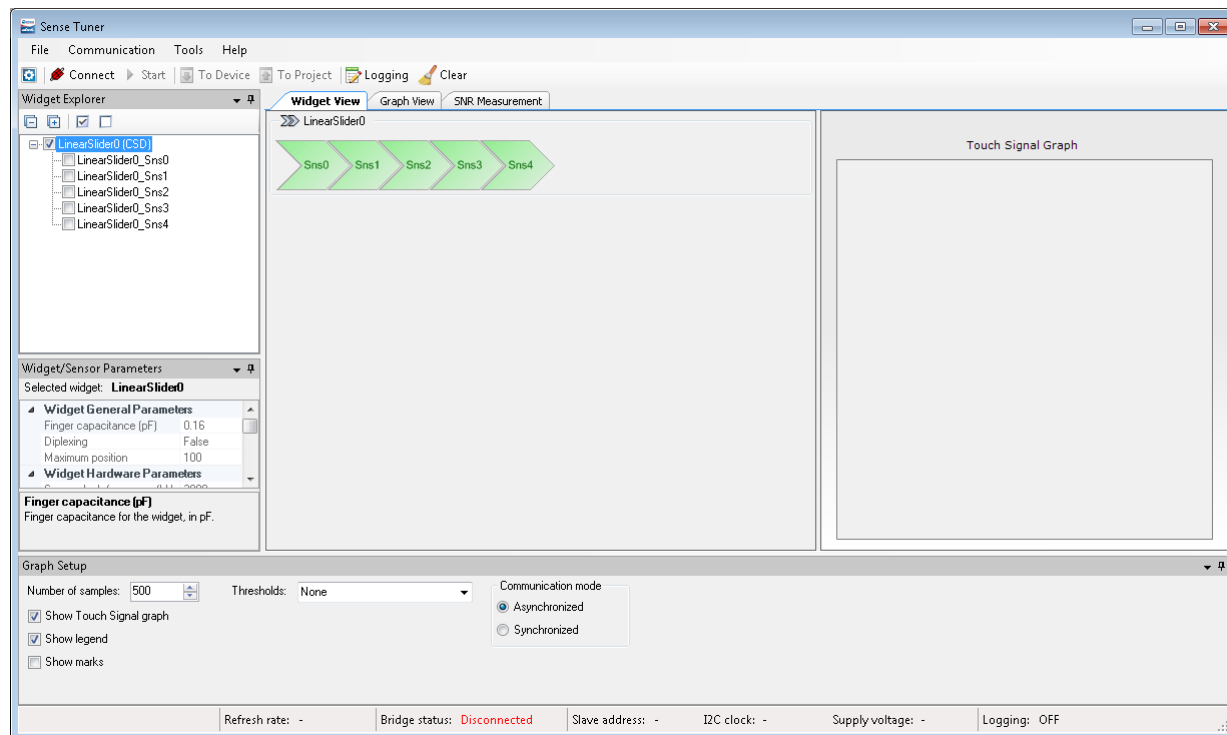 Sense Tuner
File Communication Tools Help
Connect Start To Device To Project Logging Clear
Widget Explorer
Widget View Graph View SNR Measurement
LinearSlider0
LinearSlider0 (CSD)
LinearSlider0_Sns0
LinearSlider0_Sns1
LinearSlider0_Sns2
LinearSlider0_Sns3
LinearSlider0_Sns4
Sns0 Sns1 Sns2 Sns3 Sns4
Touch Signal Graph
Widget/Sensor Parameters
Selected widget: LinearSlider0
Widget General Parameters
Finger capacitance (pF) 0.16
Diplexing False
Maximum position 100
Widget Hardware Parameters
Finger capacitance (pF)
Finger capacitance for the widget, in pF.
Graph Setup
Number of samples: 500 Thresholds: None
Show Touch Signal graph
Show legend
Show marks
Communication mode
Asynchronized
Synchronized
Refresh rate: - Bridge status: Disconnected Slave address: - I2C clock: - Supply voltage: - Logging: OFF